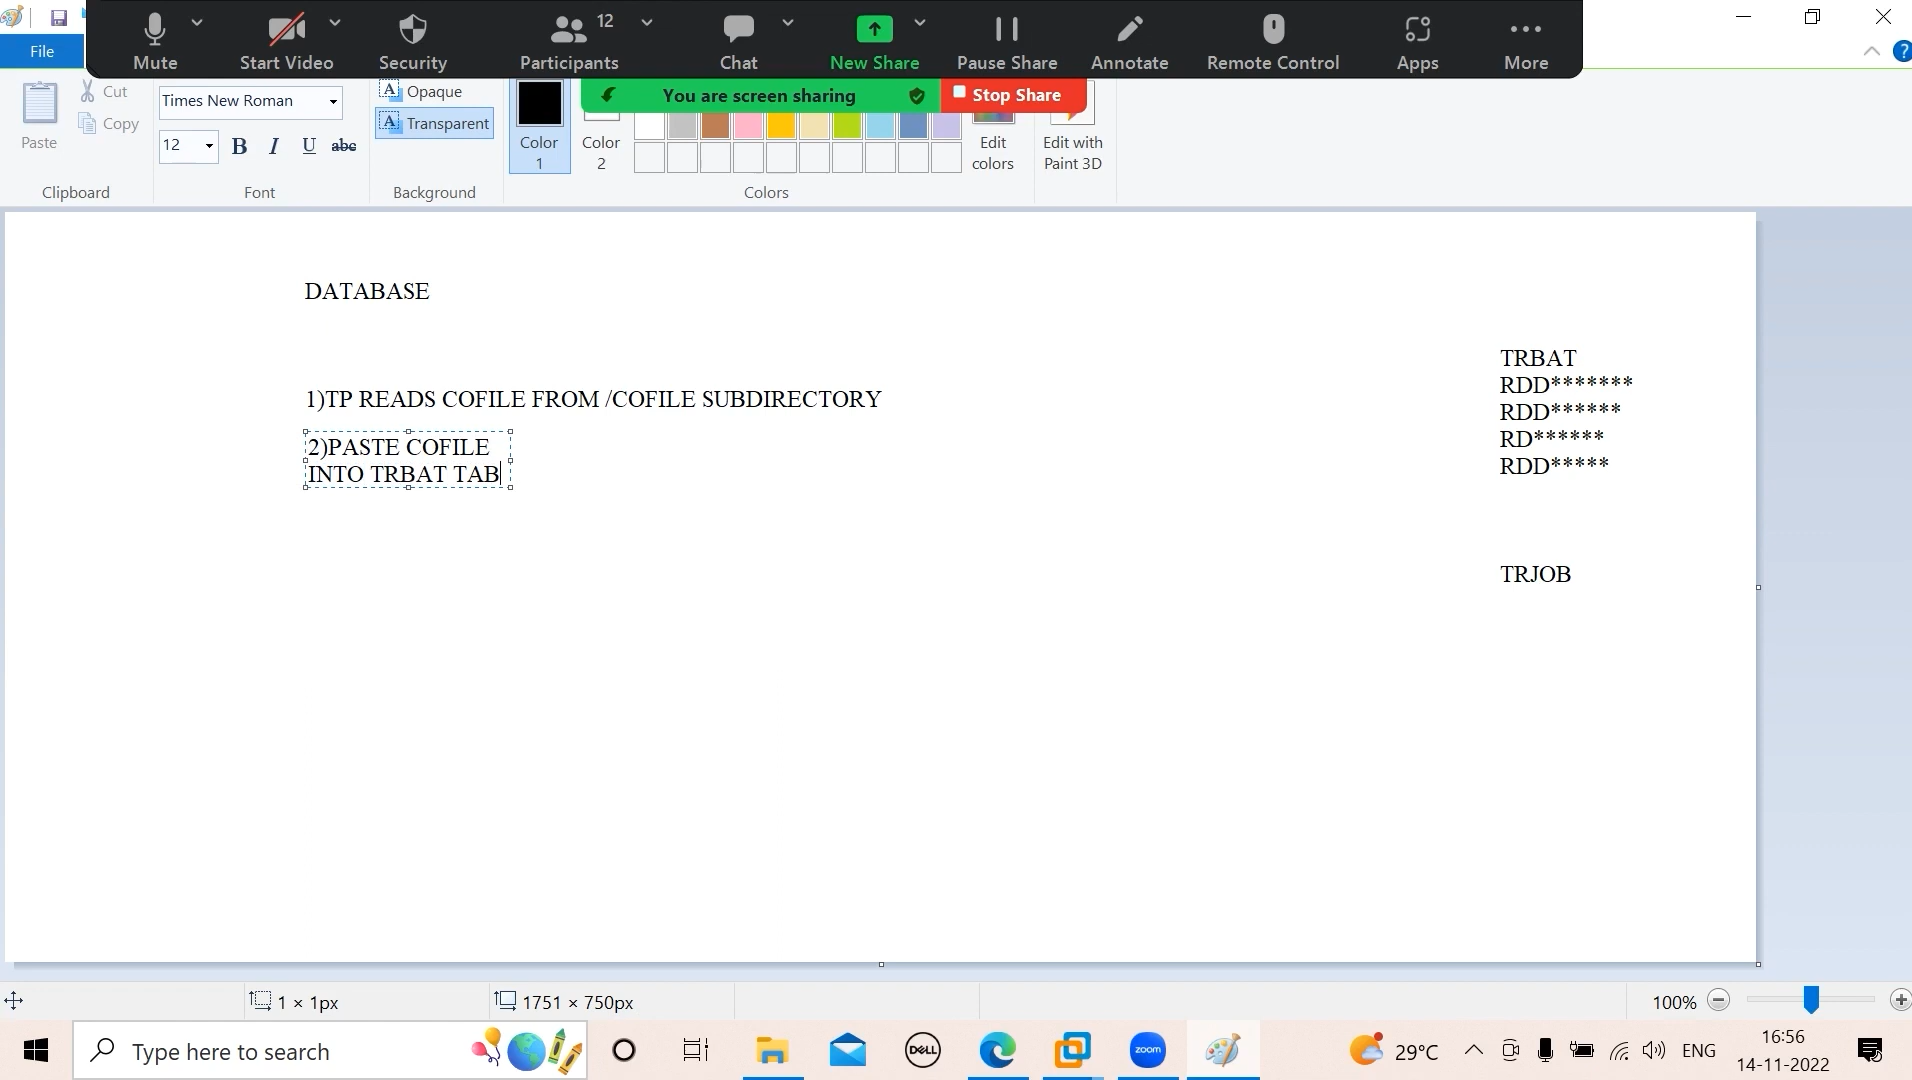 Mute
Start Video
Security
Participants
12
Chat
New Share
Pause Share
Annotate
Remote Control
Apps
More
You are screen sharing
Stop Share
File
Paste
Cut
Copy
Clipboard
Times New Roman
12
B I U abc
Font
A Opaque
A Transparent
Background
Color 1
Color 2
Colors
Edit colors
Edit with Paint 3D
DATABASE
1)TP READS COFILE FROM /COFILE SUBDIRECTORY
2)PASTE COFILE
INTO TRBAT TAB
TRBAT
RDD*******
RDD******
RD******
RDD*****
TRJOB
1 × 1px
1751 × 750px
100%
Type here to search
DELL
zoom
29°C
ENG
16:56
14-11-2022